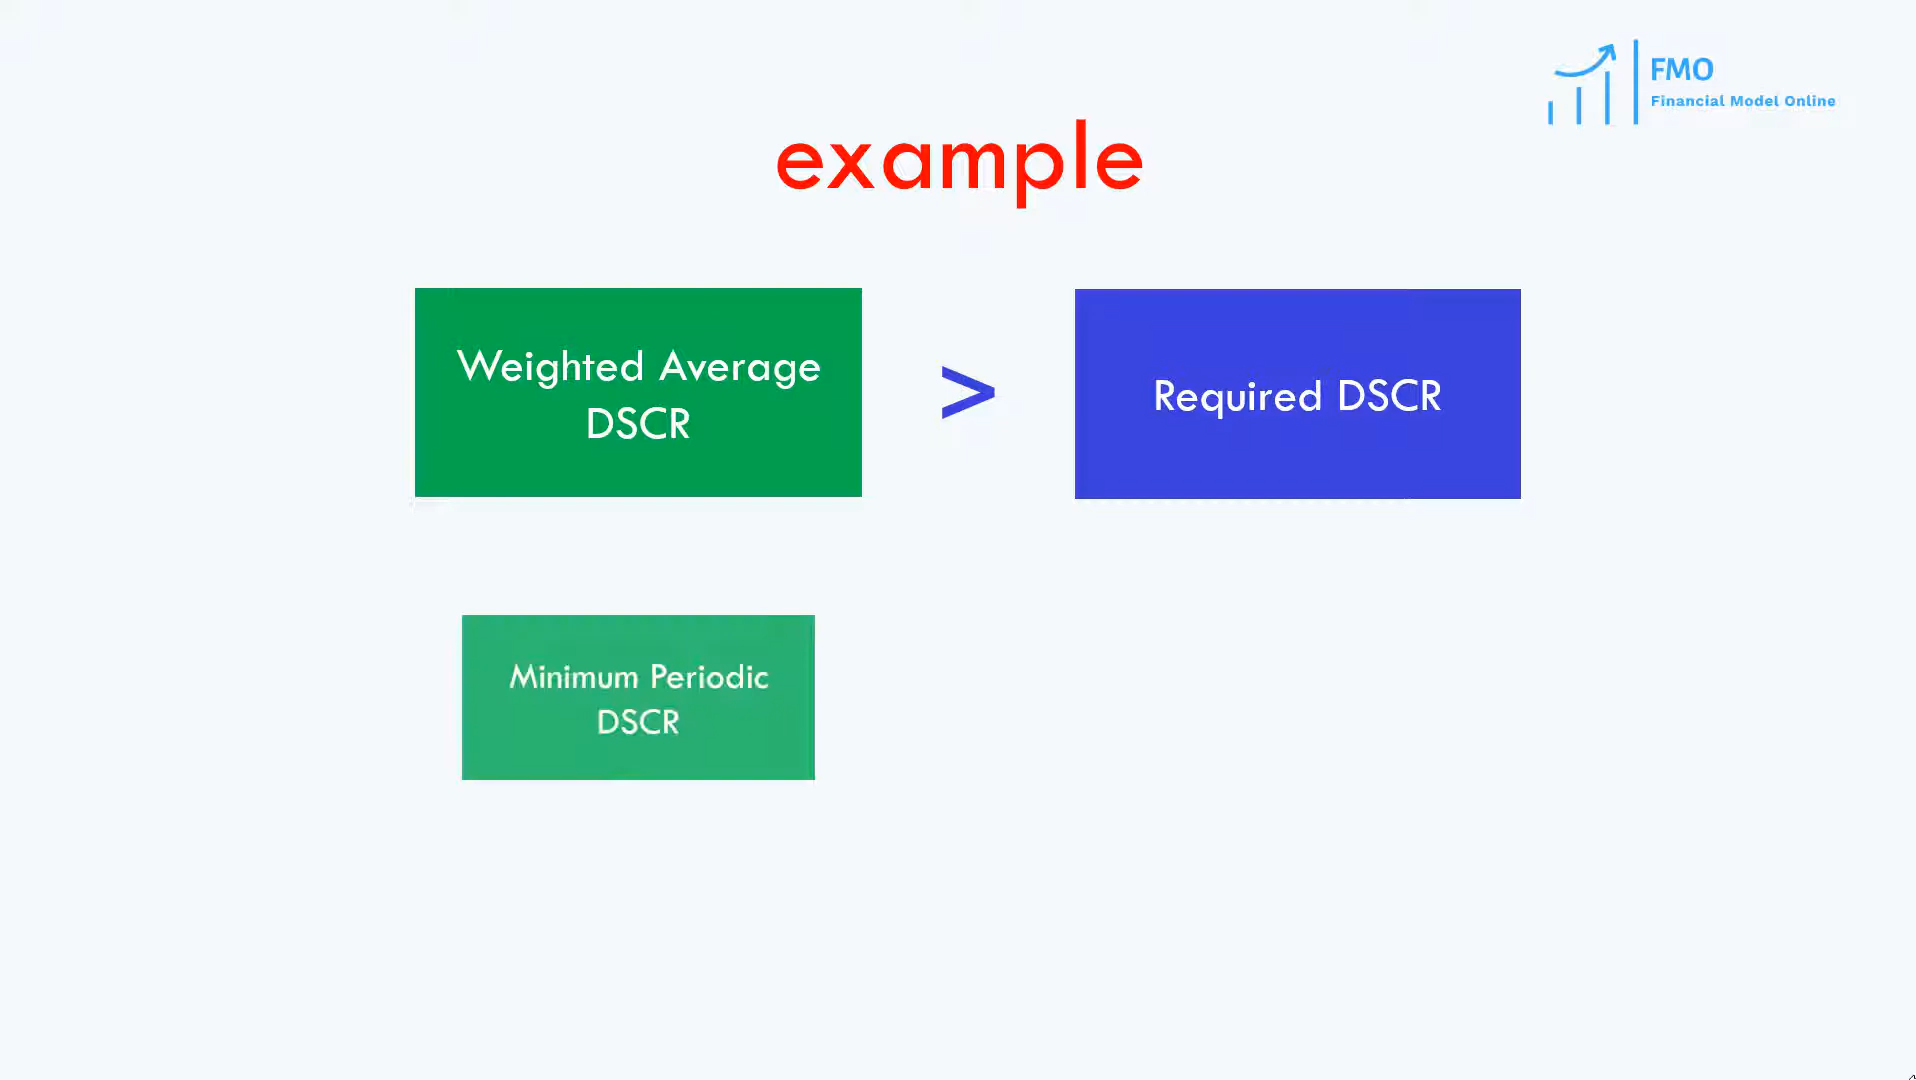 FMO
Financial Model Online
example
Weighted Average
DSCR
>
Required DSCR
Minimum Periodic
DSCR